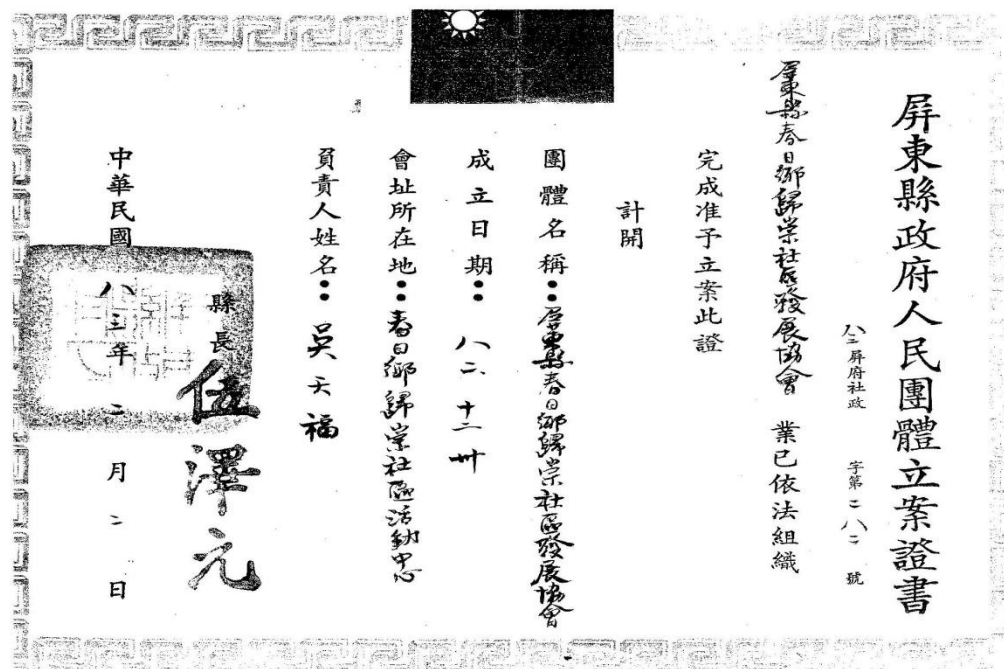 屏東縣政府人民團體立案證書
八二屏府社政 字第二八二號
屏東縣春日鄉歸崇社區發展協會 業已依法組織
完成准予立案此證
計開
團體名稱：屏東縣春日鄉歸崇社區發展協會
成立日期：八二、十二、卅
會址所在地：春日鄉歸崇社區活動中心
負責人姓名：吳天福
縣長 伍澤元
中華民國八三年二月二日